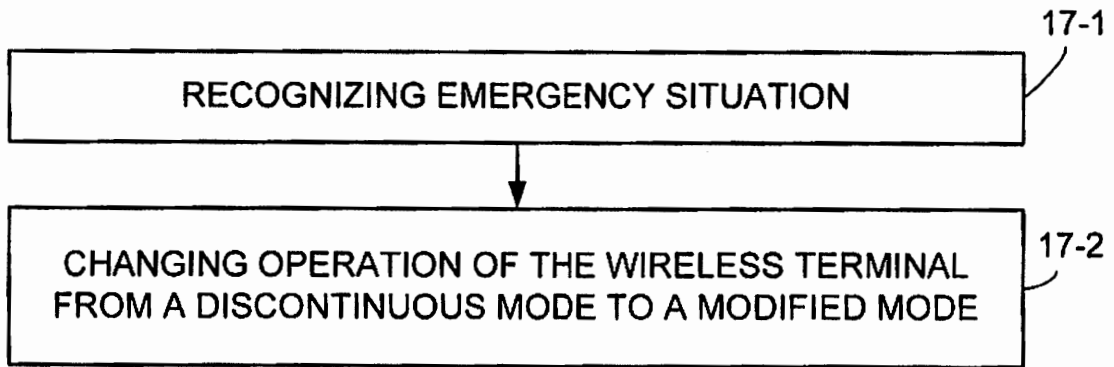 17-1
RECOGNIZING EMERGENCY SITUATION
17-2
CHANGING OPERATION OF THE WIRELESS TERMINAL
FROM A DISCONTINUOUS MODE TO A MODIFIED MODE